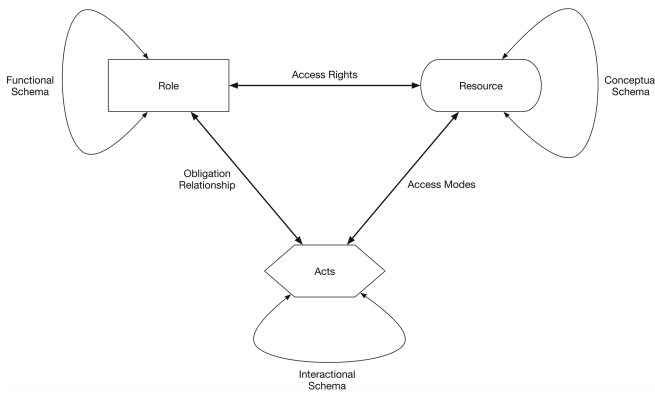 Access Rights
Functional
Schema
Role
Resource
Conceptua
Schema
Obligation
Relationship
Access Modes
Acts
Interactional
Schema